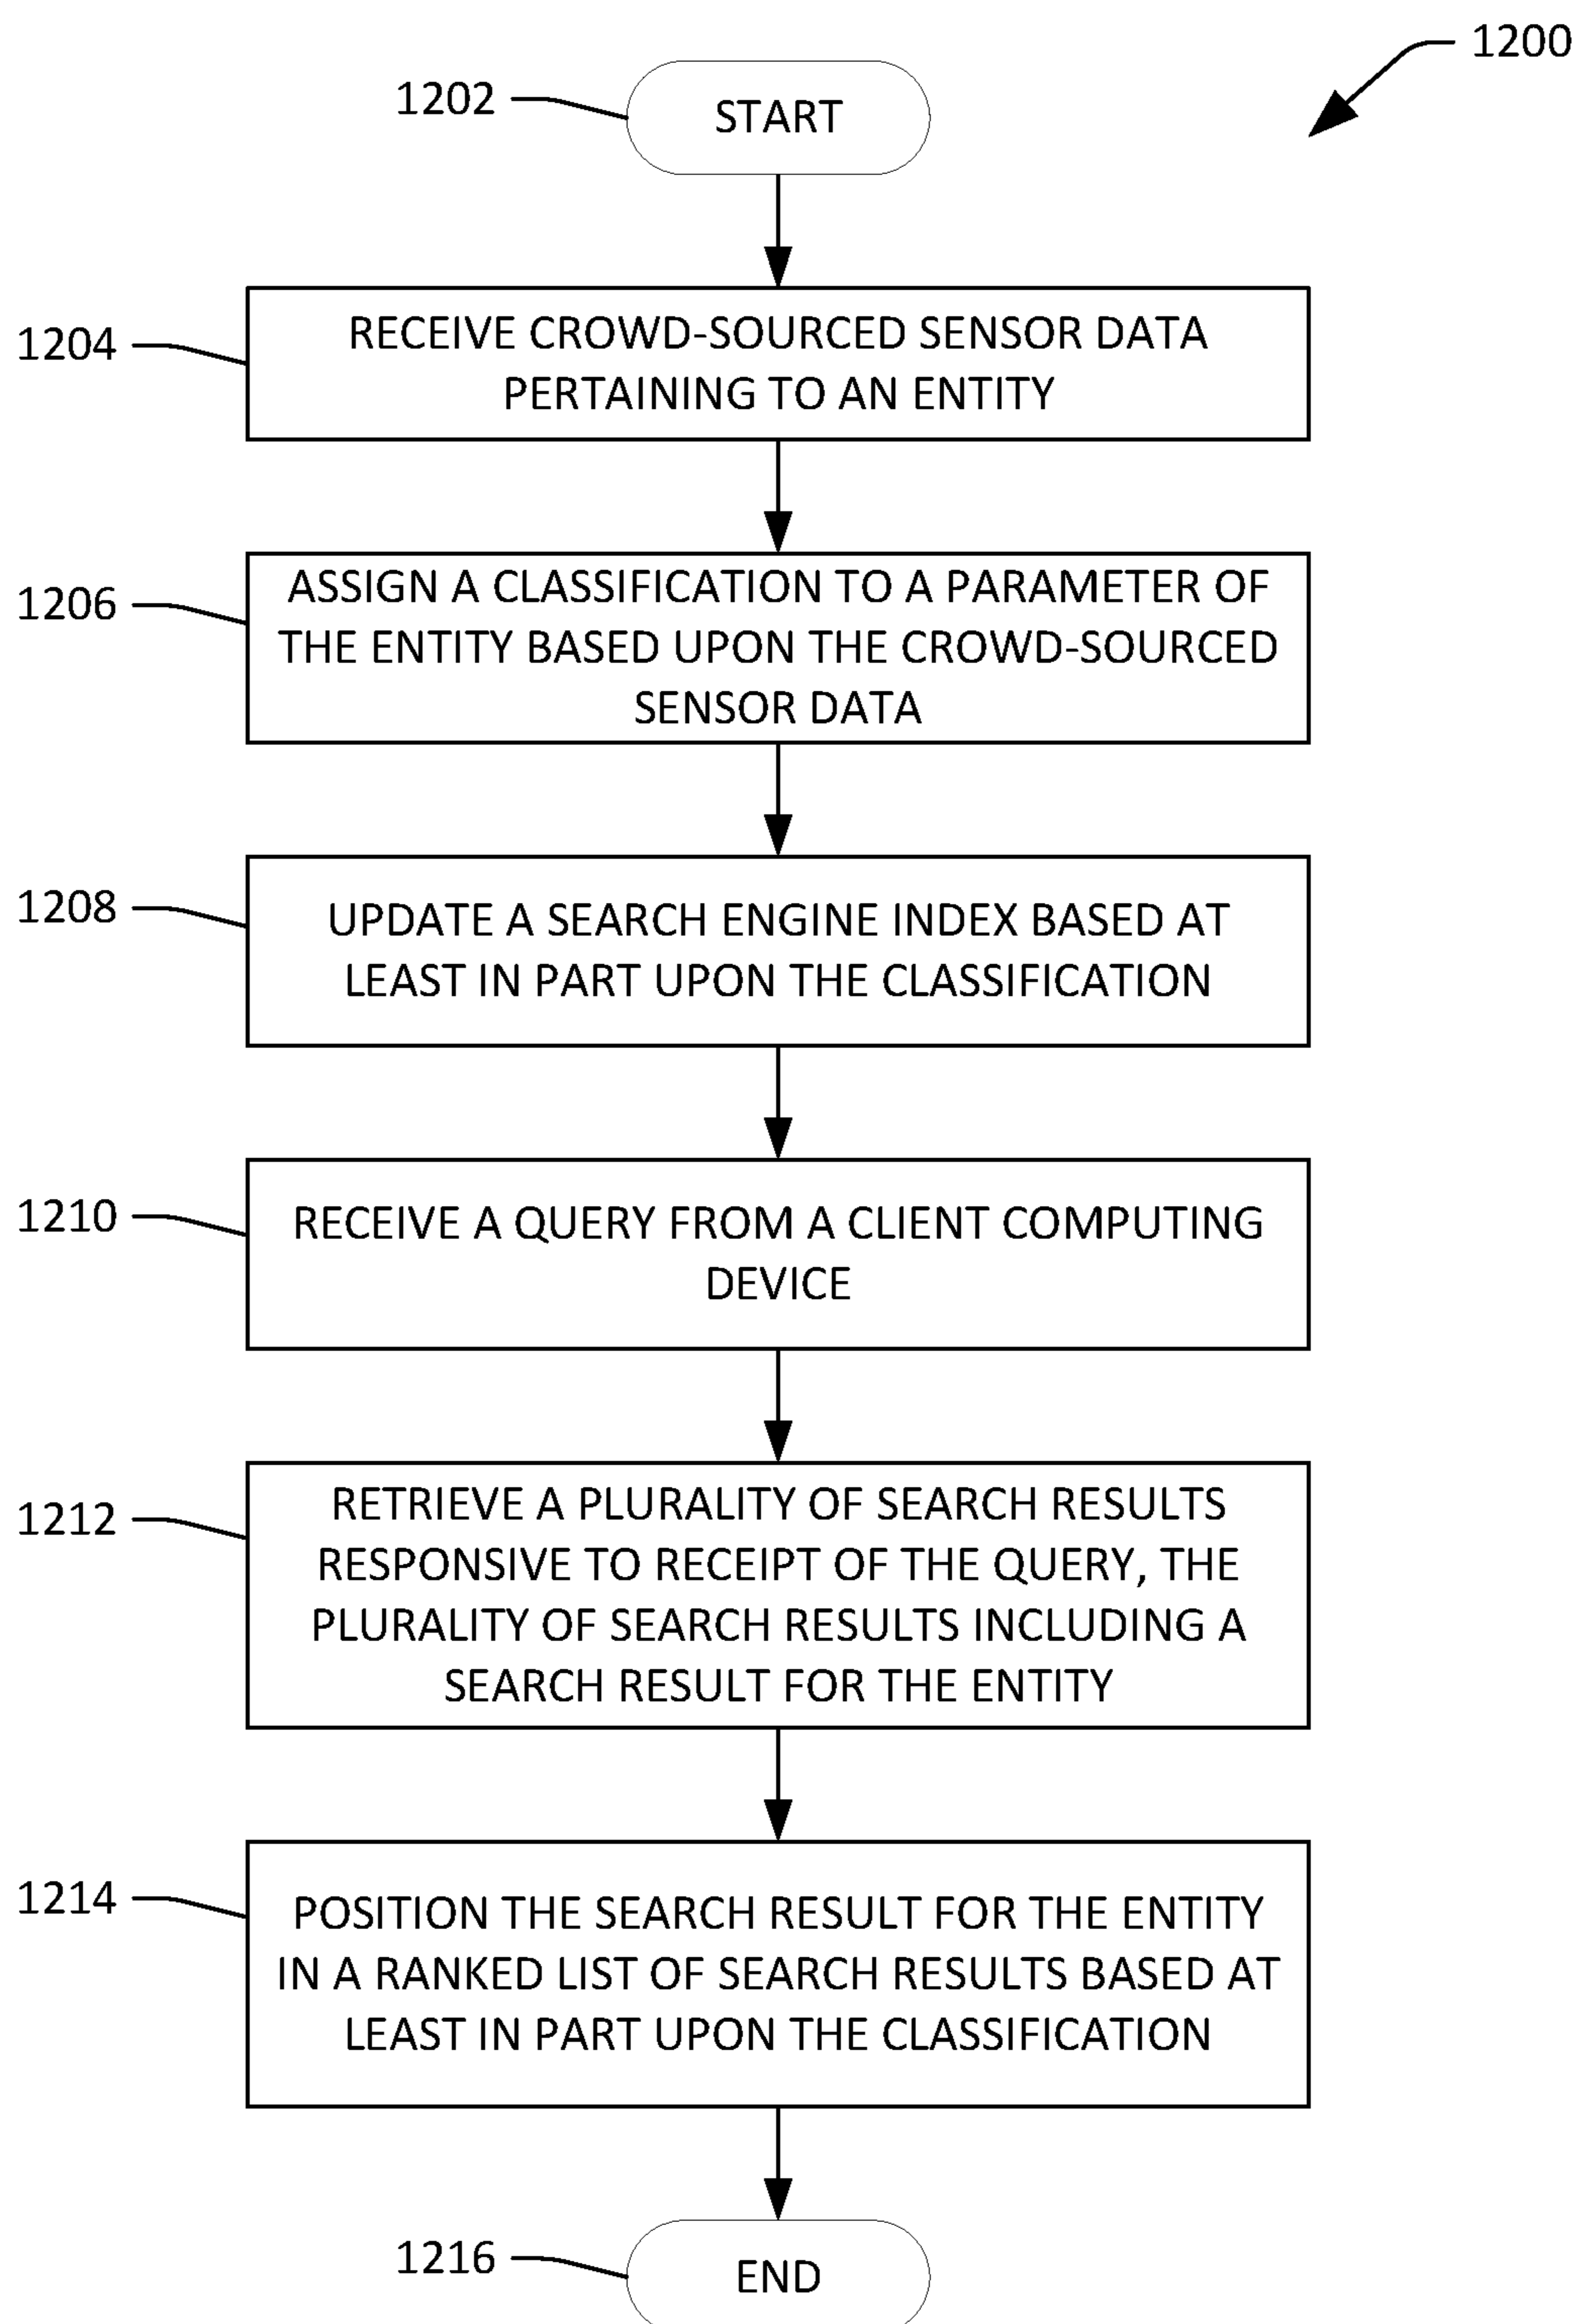 1200
1202
START
1204
RECEIVE CROWD-SOURCED SENSOR DATA
PERTAINING TO AN ENTITY
1206
ASSIGN A CLASSIFICATION TO A PARAMETER OF
THE ENTITY BASED UPON THE CROWD-SOURCED
SENSOR DATA
1208
UPDATE A SEARCH ENGINE INDEX BASED AT
LEAST IN PART UPON THE CLASSIFICATION
1210
RECEIVE A QUERY FROM A CLIENT COMPUTING
DEVICE
1212
RETRIEVE A PLURALITY OF SEARCH RESULTS
RESPONSIVE TO RECEIPT OF THE QUERY, THE
PLURALITY OF SEARCH RESULTS INCLUDING A
SEARCH RESULT FOR THE ENTITY
1214
POSITION THE SEARCH RESULT FOR THE ENTITY
IN A RANKED LIST OF SEARCH RESULTS BASED AT
LEAST IN PART UPON THE CLASSIFICATION
1216
END